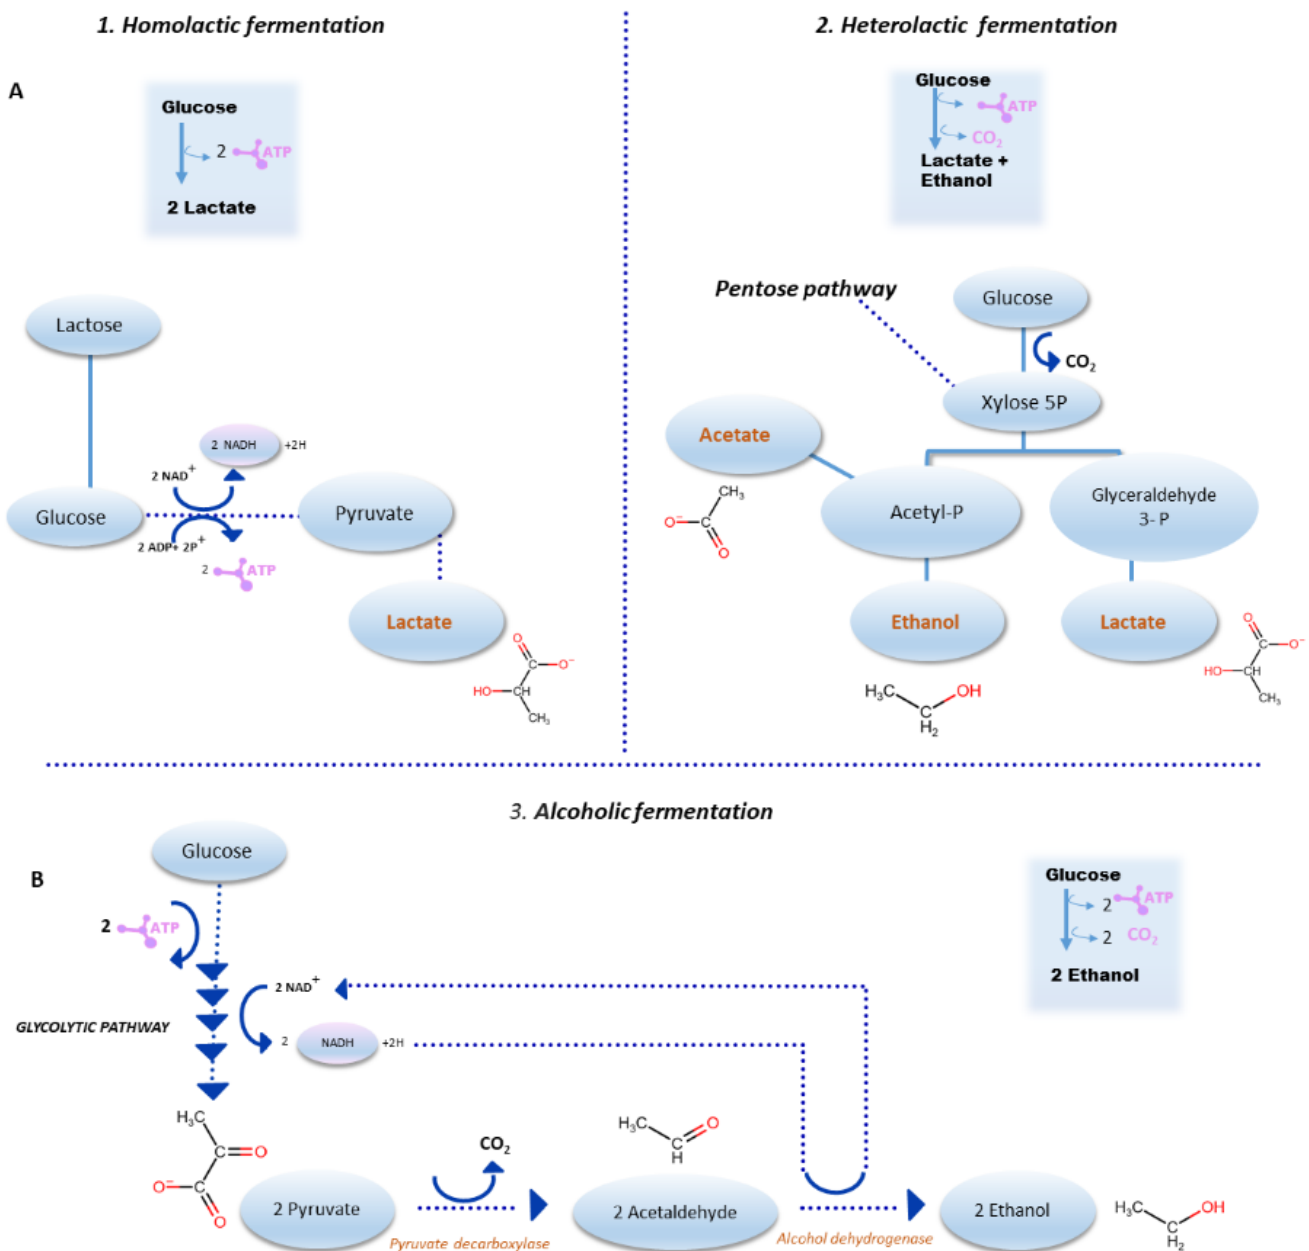 1. Homolactic fermentation
A
Glucose
2 ATP
2 Lactate
Lactose
2 NADH +2H
2 NAD+
Glucose
Pyruvate
2 ADP+ 2P+
2 ATP
Lactate
O
C
O−
HO
CH
CH3
2. Heterolactic fermentation
Glucose
ATP
CO2
Lactate +
Ethanol
Pentose pathway
Glucose
CO2
Xylose 5P
Acetate
CH3
O−
C
O
Acetyl-P
Glyceraldehyde
3- P
Ethanol
H3C
OH
C
H2
Lactate
O
C
O−
HO
CH
CH3
3. Alcoholic fermentation
B
Glucose
2 ATP
2 NAD+
GLYCOLYTIC PATHWAY
2 NADH +2H
Glucose
2 ATP
2 CO2
2 Ethanol
H3C
C
O
O−
C
O
2 Pyruvate
CO2
Pyruvate decarboxylase
H3C
O
C
H
2 Acetaldehyde
Alcohol dehydrogenase
2 Ethanol
H3C
OH
C
H2